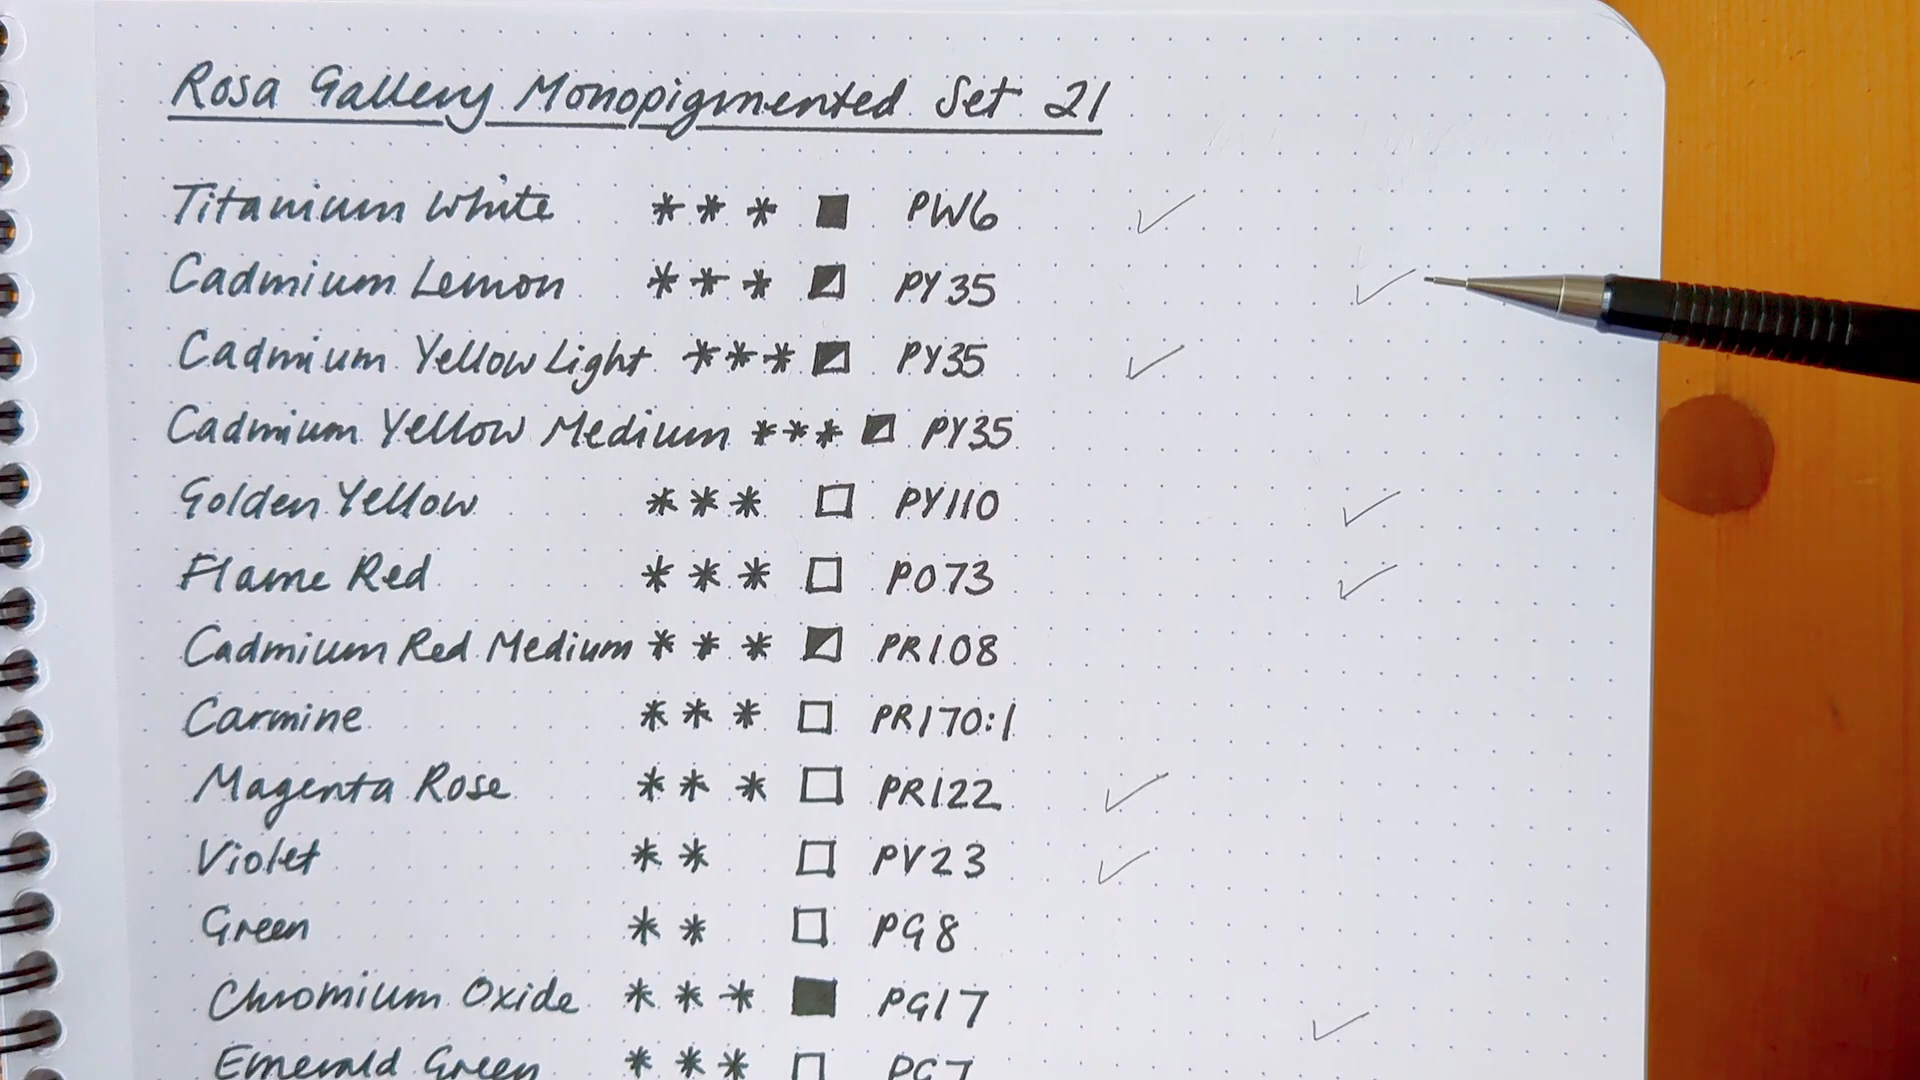 Rosa Gallery Monopigmented Set 21
Titanium White * * * ■ PW6 ✓
Cadmium Lemon * * * ◪ PY35 ✓
Cadmium Yellow Light * * * ◪ PY35 ✓
Cadmium Yellow Medium * * * ◪ PY35
Golden Yellow * * * □ PY110 ✓
Flame Red * * * □ PO73 ✓
Cadmium Red Medium * * * ◪ PR108
Carmine * * * □ PR170:1
Magenta Rose * * * □ PR122 ✓
Violet * * □ PV23 ✓
Green * * □ PG8
Chromium Oxide * * * ■ PG17 ✓
Emerald Green * * * □ PG7